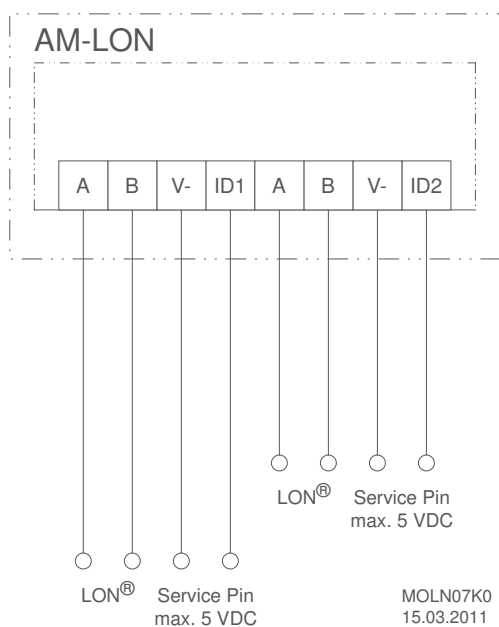 AM-LON
A B V- ID1 A B V- ID2
LON® Service Pin
max. 5 VDC
LON® Service Pin
max. 5 VDC
MOLN07K0
15.03.2011